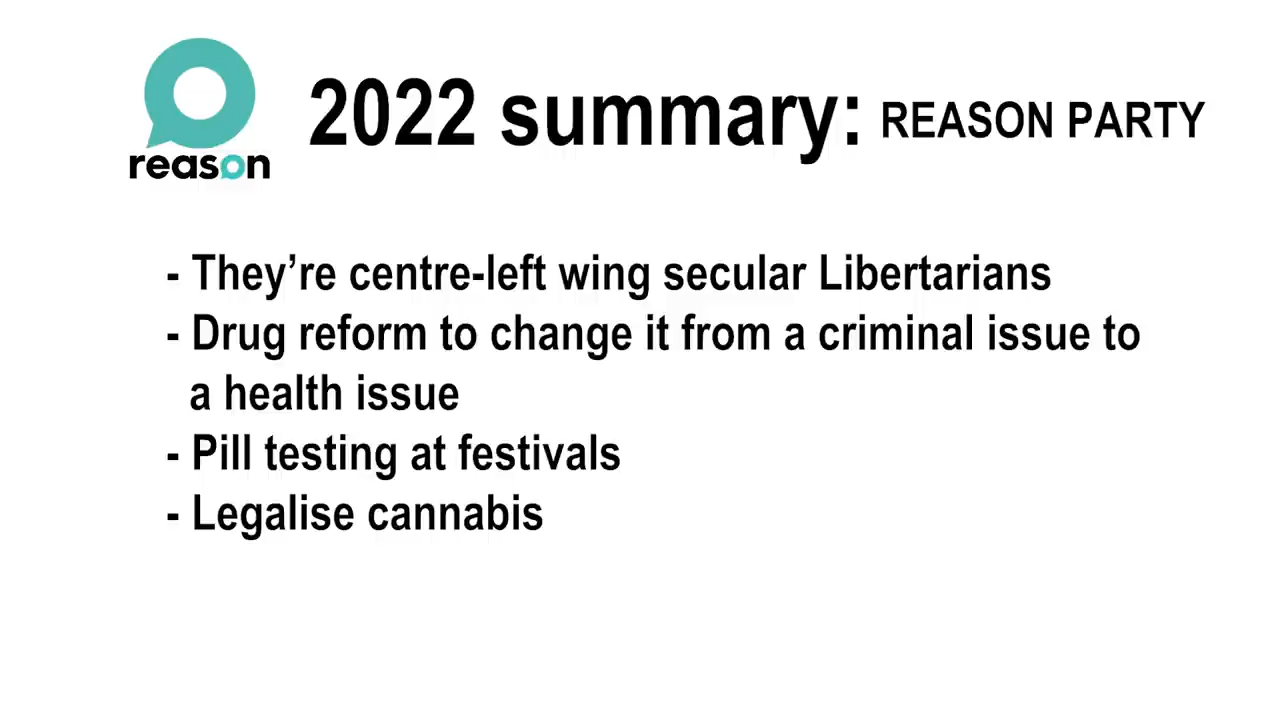 2022 summary: REASON PARTY
reason
- They’re centre-left wing secular Libertarians
- Drug reform to change it from a criminal issue to
a health issue
- Pill testing at festivals
- Legalise cannabis